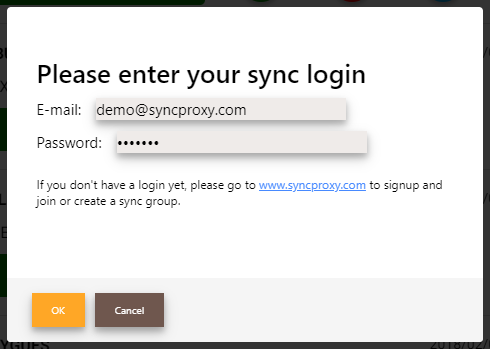 Please enter your sync login
E-mail: demo@syncproxy.com
Password: •••••••
If you don't have a login yet, please go to www.syncproxy.com to signup and
join or create a sync group.
OK Cancel
YGUES